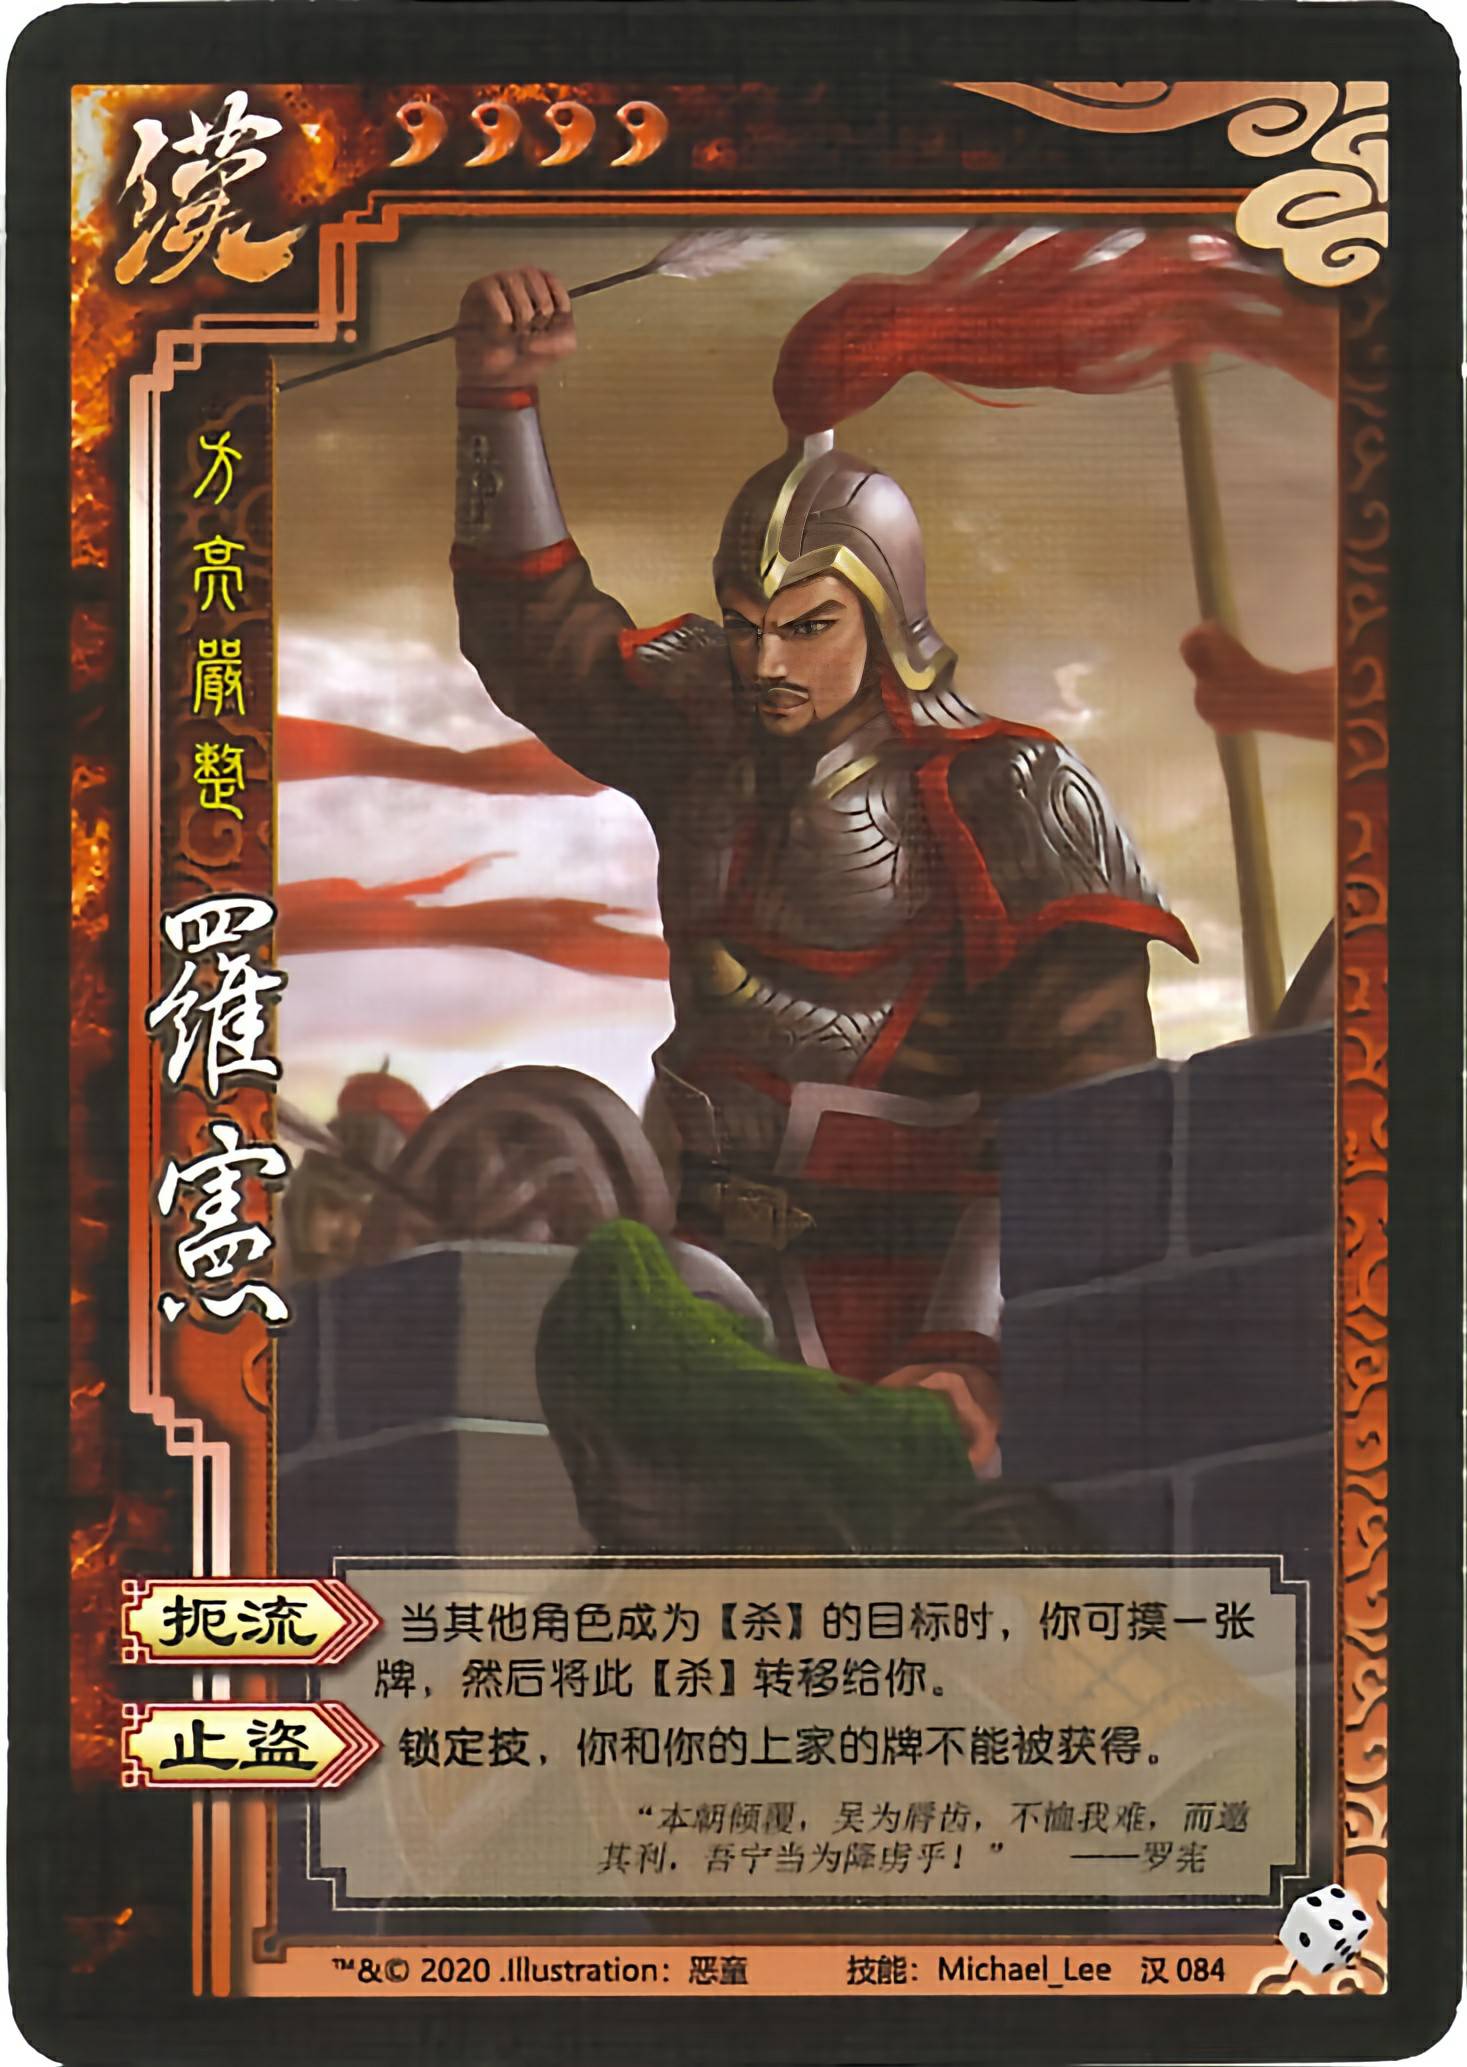 漢
方亮嚴整
羅憲
扼流
当其他角色成为【杀】的目标时，你可摸一张
牌，然后将此【杀】转移给你。
止盗
锁定技，你和你的上家的牌不能被获得。
“本朝倾覆，吴为唇齿，不恤我难，而邀
其利，吾宁当为降虏乎！” ——罗宪
™&© 2020 .Illustration：恶童 技能：Michael_Lee 汉 084